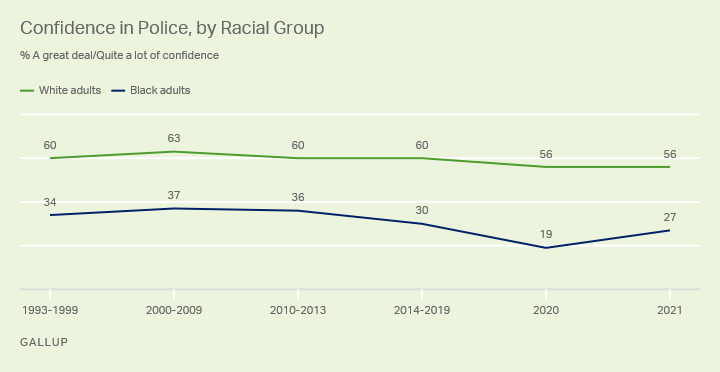 Confidence in Police, by Racial Group
% A great deal/Quite a lot of confidence
White adults Black adults
60 63 60 60 56 56
34 37 36 30 19 27
1993-1999 2000-2009 2010-2013 2014-2019 2020 2021
GALLUP